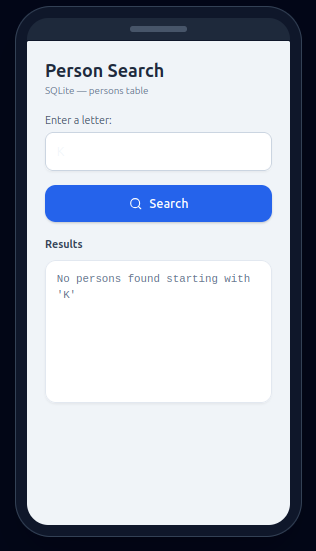 Person Search
SQLite — persons table
Enter a letter:
Search
Results
No persons found starting with
'K'